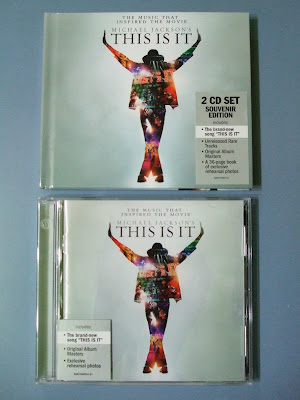 THE MUSIC THAT
INSPIRED THE MOVIE
MICHAEL JACKSON'S
THIS IS IT
2 CD SET
SOUVENIR
EDITION
includes:
• The brand-new
song "THIS IS IT"
• Unreleased Rare
Tracks
• Original Album
Masters
• A 36-page book
of exclusive
rehearsal photos
THE MUSIC THAT
INSPIRED THE MOVIE
MICHAEL JACKSON'S
THIS IS IT
includes:
• The brand-new
song "THIS IS IT"
• Original Album
Masters
• Exclusive
rehearsal photos